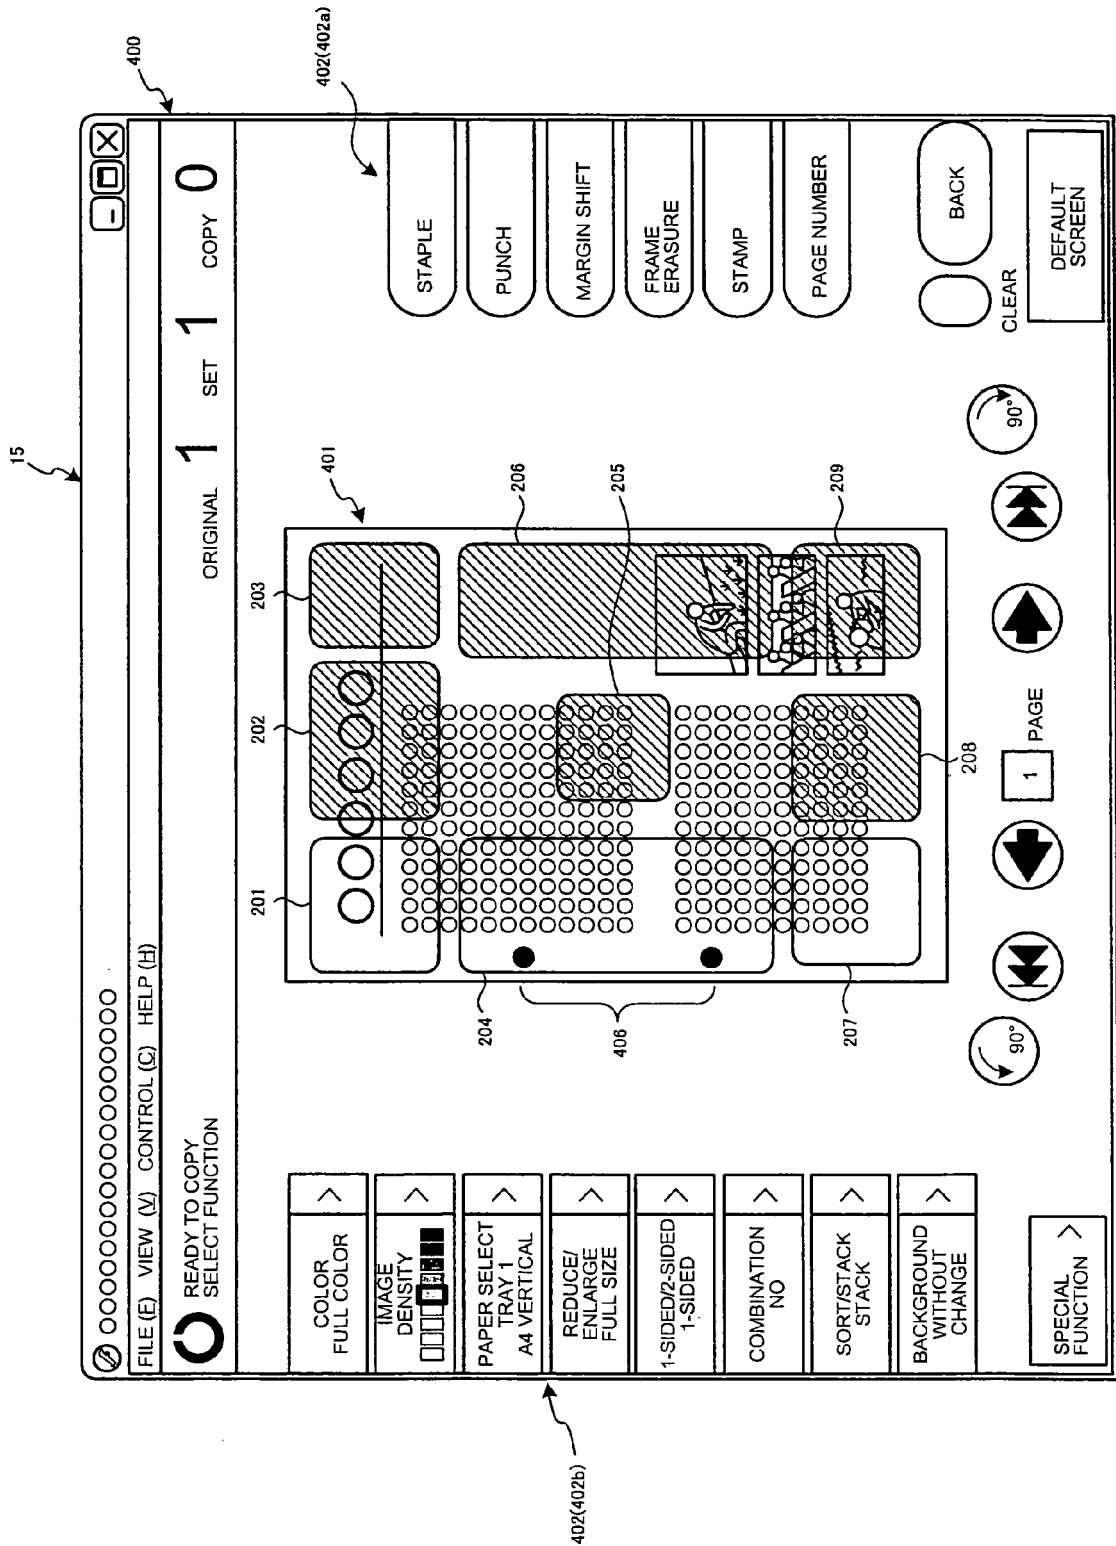 15
400
FILE (E) VIEW (V) CONTROL (C) HELP (H)
READY TO COPY
SELECT FUNCTION
ORIGINAL 1 SET 1 COPY 0
402(402b)
COLOR
FULL COLOR
>
IMAGE
DENSITY
>
PAPER SELECT
TRAY 1
A4 VERTICAL
>
REDUCE/
ENLARGE
FULL SIZE
>
1-SIDED/2-SIDED
1-SIDED
>
COMBINATION
NO
>
SORT/STACK
STACK
>
BACKGROUND
WITHOUT
CHANGE
>
SPECIAL
FUNCTION >
201
202
203
401
204
406
207
206
205
209
208
402(402a)
STAPLE
PUNCH
MARGIN SHIFT
FRAME
ERASURE
STAMP
PAGE NUMBER
90°
1
PAGE
90°
CLEAR
BACK
DEFAULT
SCREEN